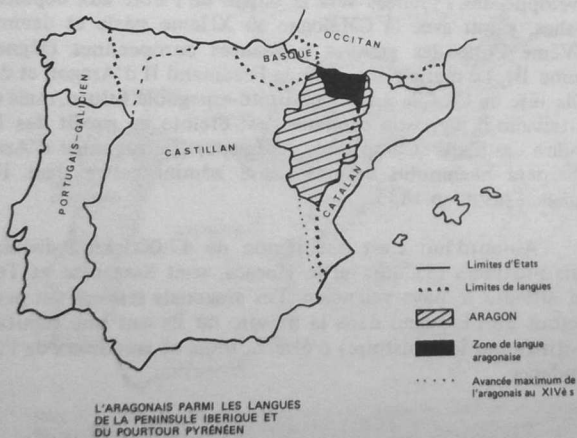 OCCITAN
BASQUE
PORTUGAIS-GALICIEN
CASTILLAN
CATALAN
Limites d'Etats
Limites de langues
ARAGON
Zone de langue
aragonaise
Avancée maximum de
l'aragonais au XIVè s
L'ARAGONAIS PARMI LES LANGUES
DE LA PENINSULE IBERIQUE ET
DU POURTOUR PYRÉNÉEN